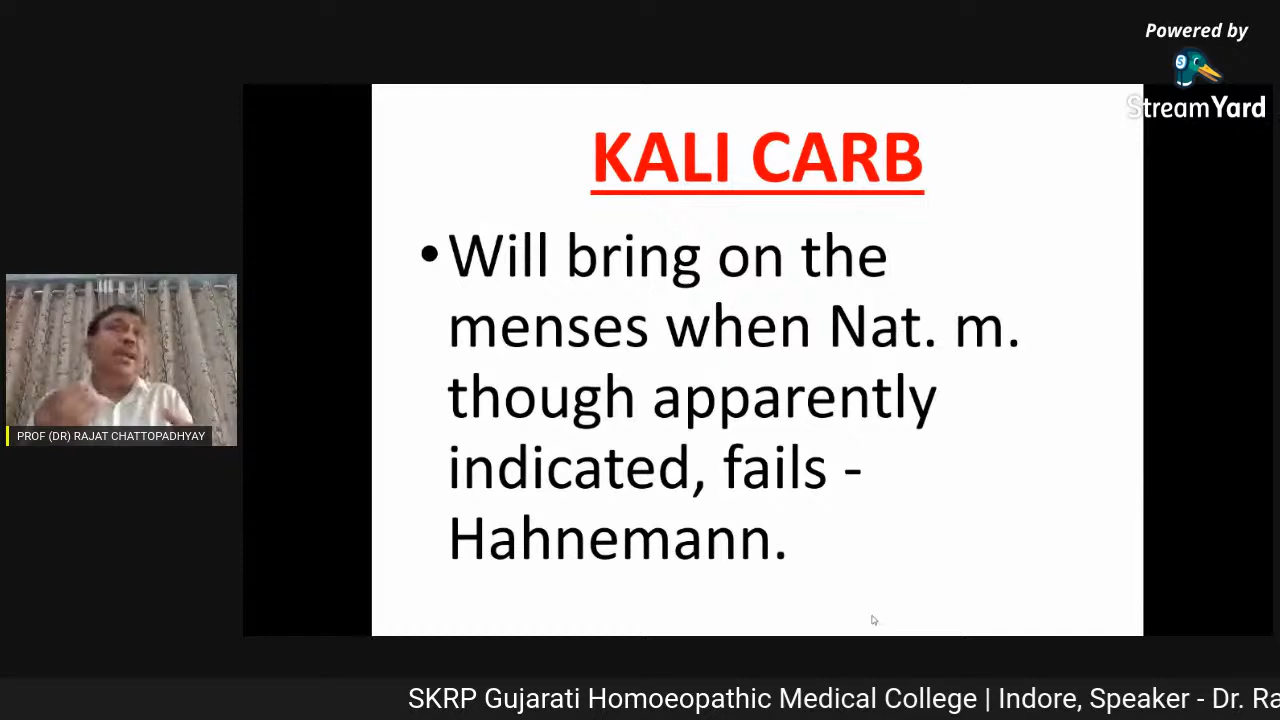 Powered by
StreamYard
KALI CARB
•Will bring on the
menses when Nat. m.
though apparently
indicated, fails -
Hahnemann.
PROF (DR) RAJAT CHATTOPADHYAY
SKRP Gujarati Homoeopathic Medical College | Indore, Speaker - Dr. Ra